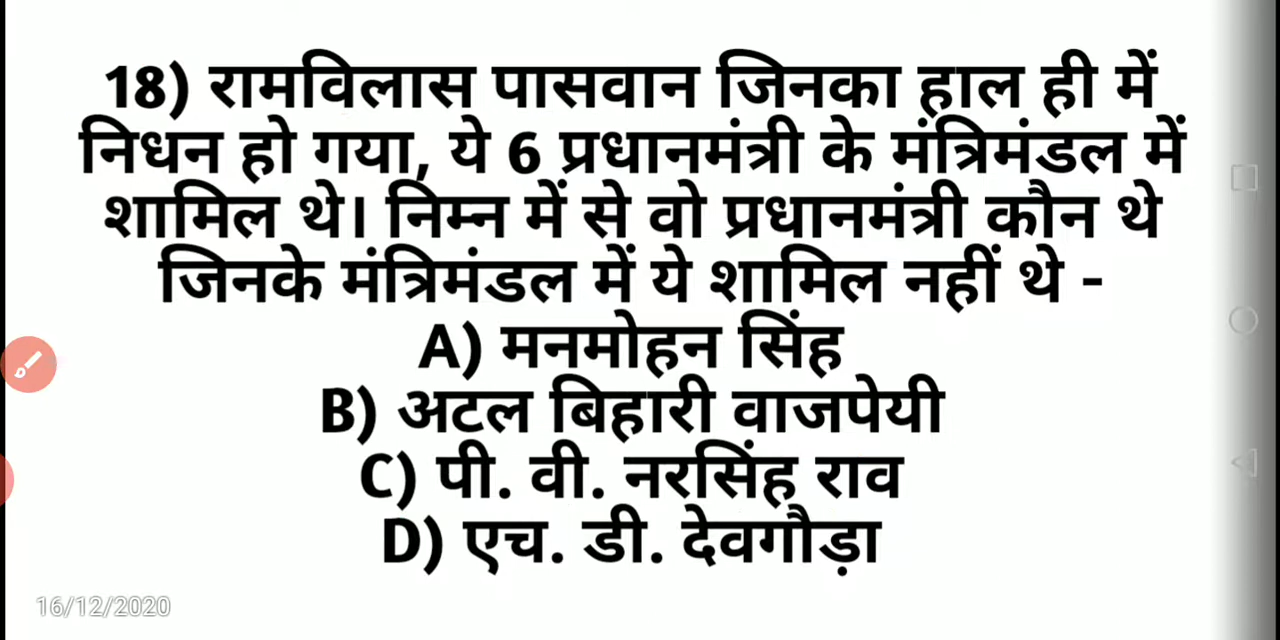 18) रामविलास पासवान जिनका हाल ही में
निधन हो गया, ये 6 प्रधानमंत्री के मंत्रिमंडल में
शामिल थे। निम्न में से वो प्रधानमंत्री कौन थे
जिनके मंत्रिमंडल में ये शामिल नहीं थे -
A) मनमोहन सिंह
B) अटल बिहारी वाजपेयी
C) पी. वी. नरसिंह राव
D) एच. डी. देवगौड़ा
16/12/2020